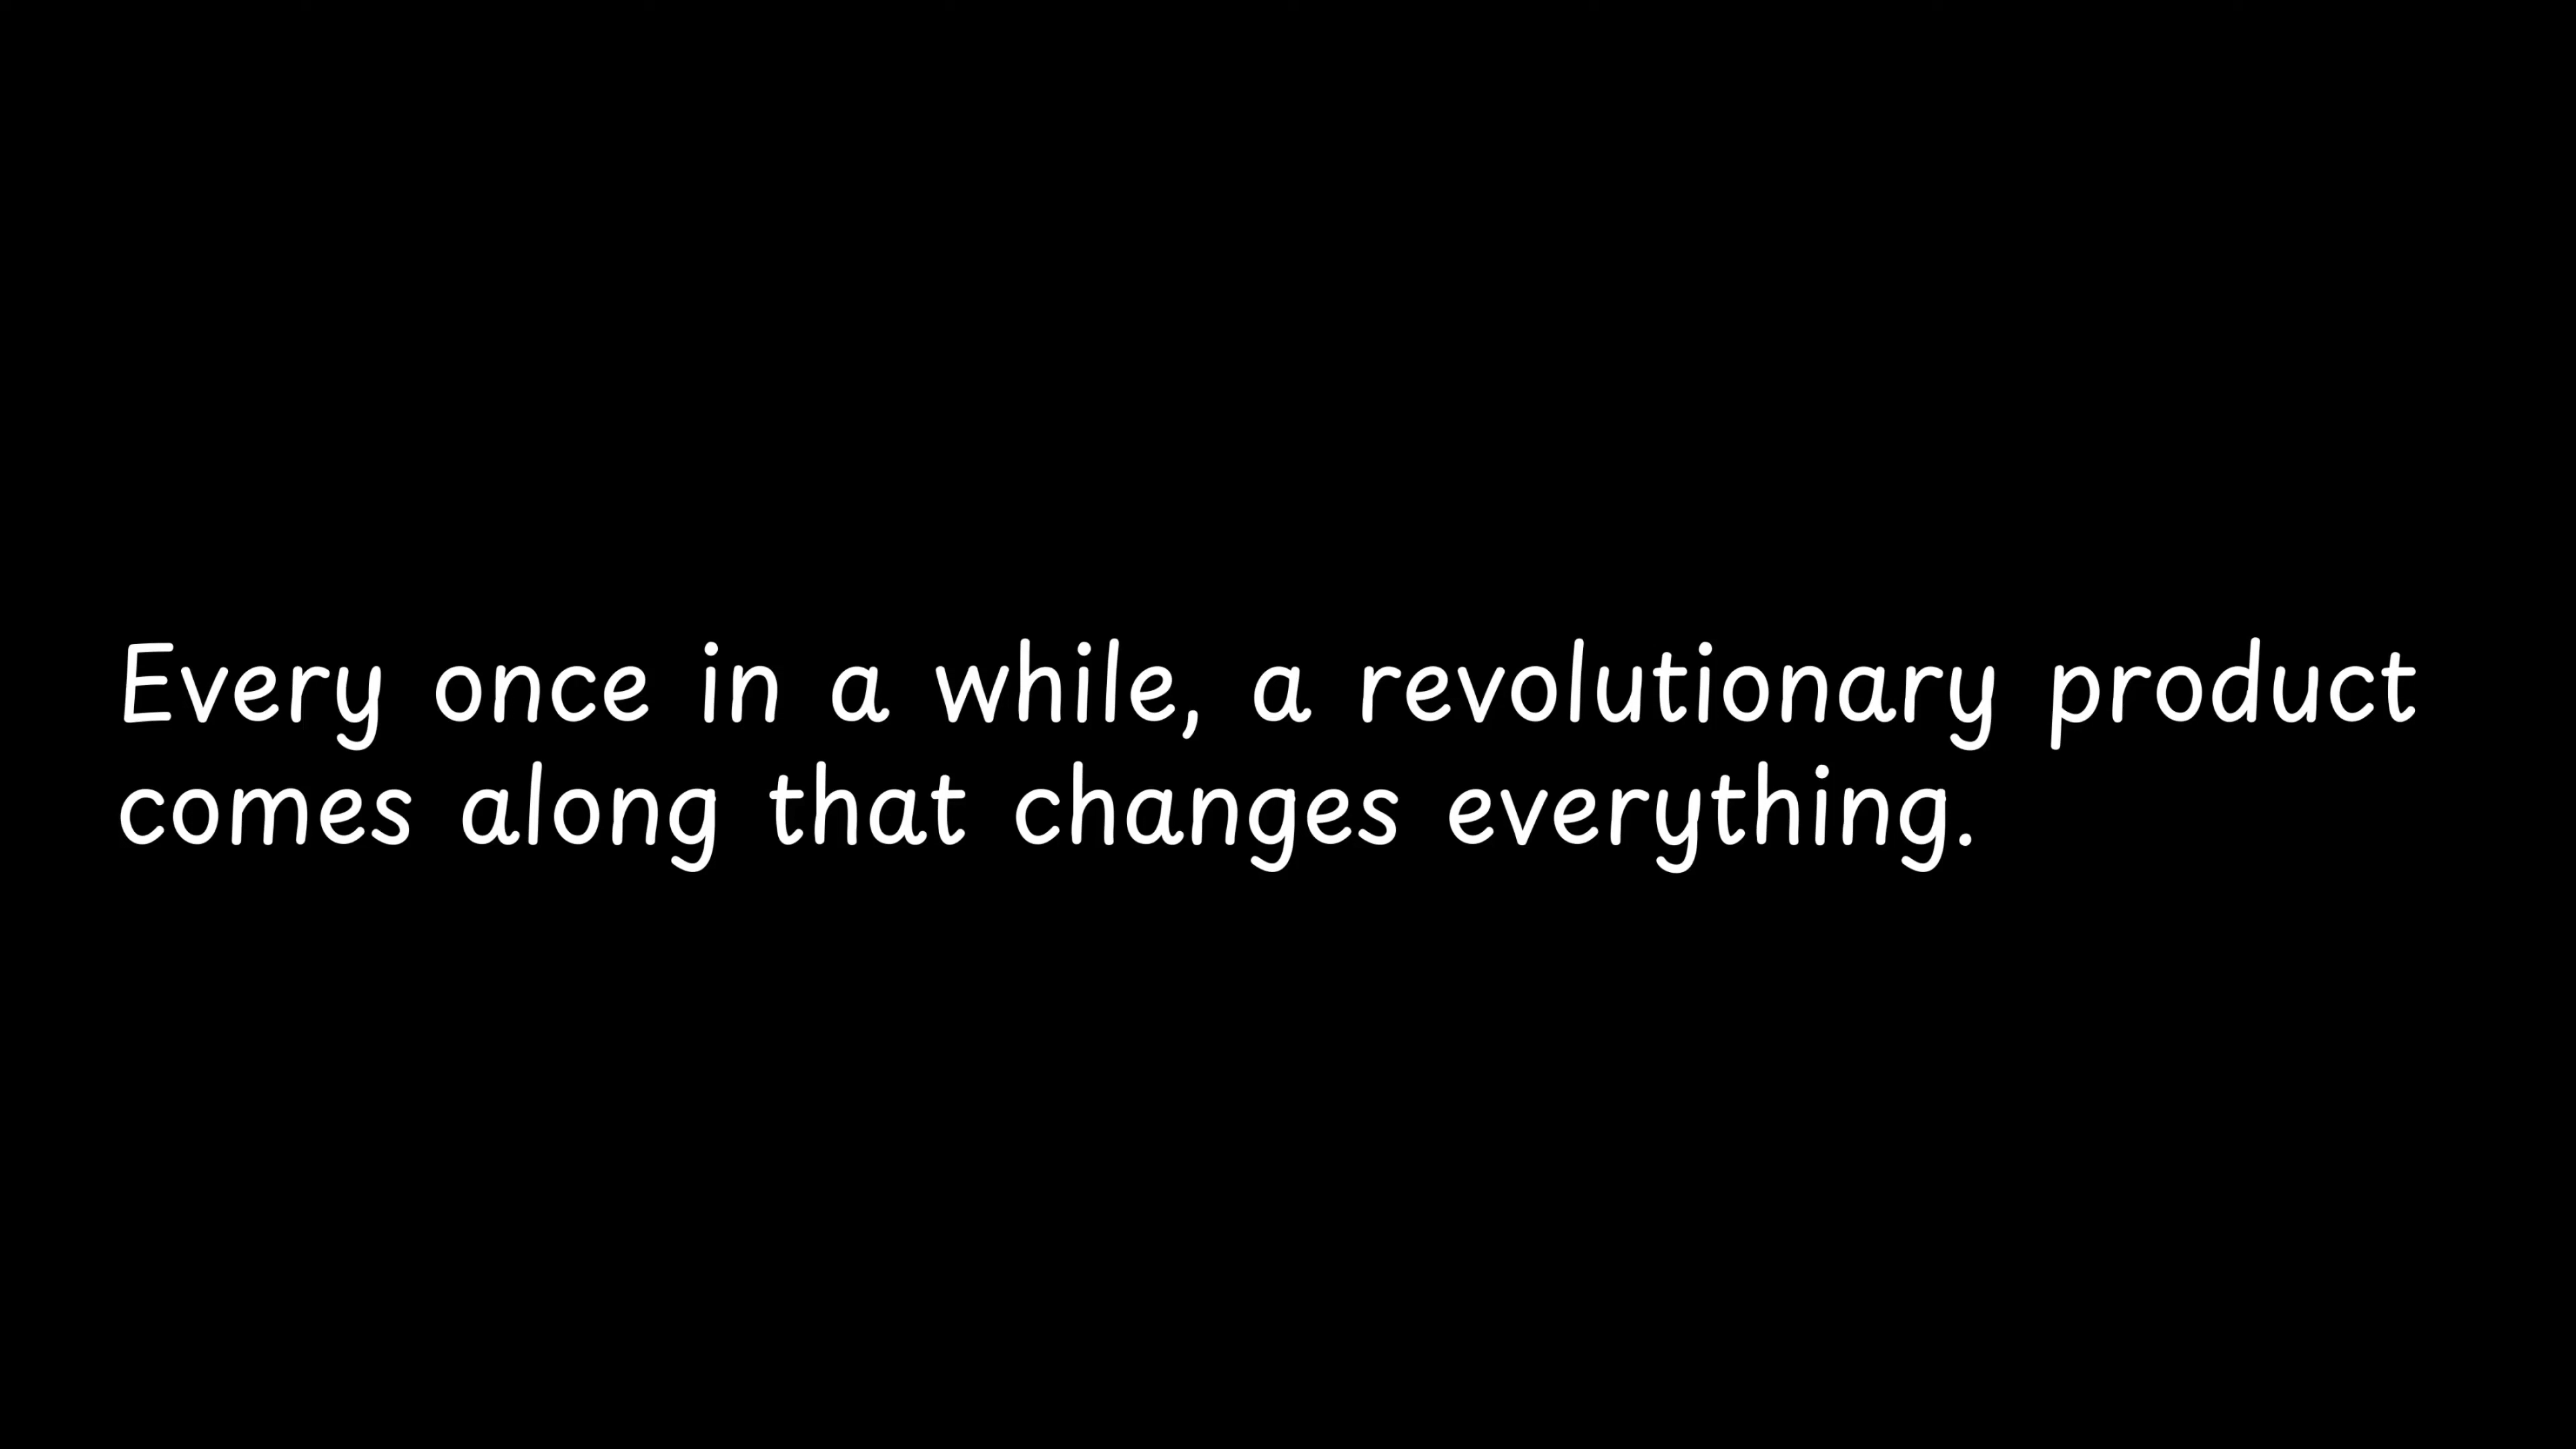 Every once in a while, a revolutionary product
comes along that changes everything.